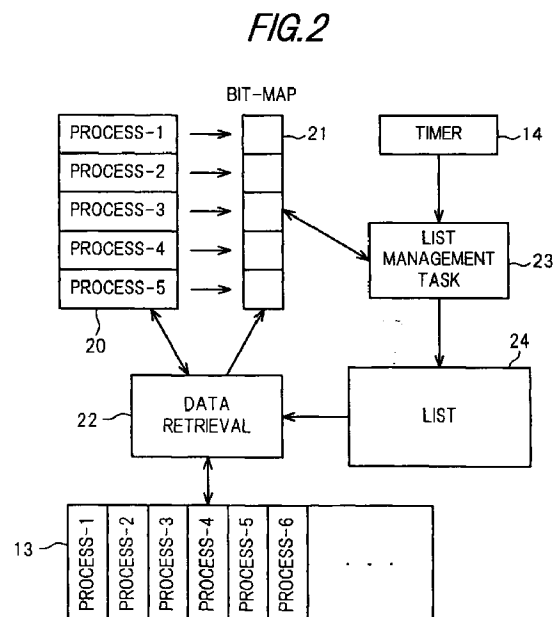 FIG.2
BIT-MAP
PROCESS-1
PROCESS-2
PROCESS-3
PROCESS-4
PROCESS-5
20
21
TIMER
14
LIST
MANAGEMENT
TASK
23
24
LIST
22
DATA
RETRIEVAL
13
PROCESS-1
PROCESS-2
PROCESS-3
PROCESS-4
PROCESS-5
PROCESS-6
. . .